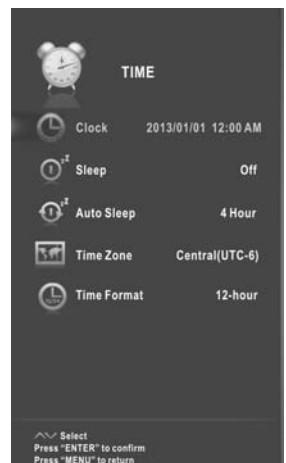 TIME
Clock 2013/01/01 12:00 AM
Sleep Off
Auto Sleep 4 Hour
Time Zone Central(UTC-6)
Time Format 12-hour
Select
Press "ENTER" to confirm
Press "MENU" to return